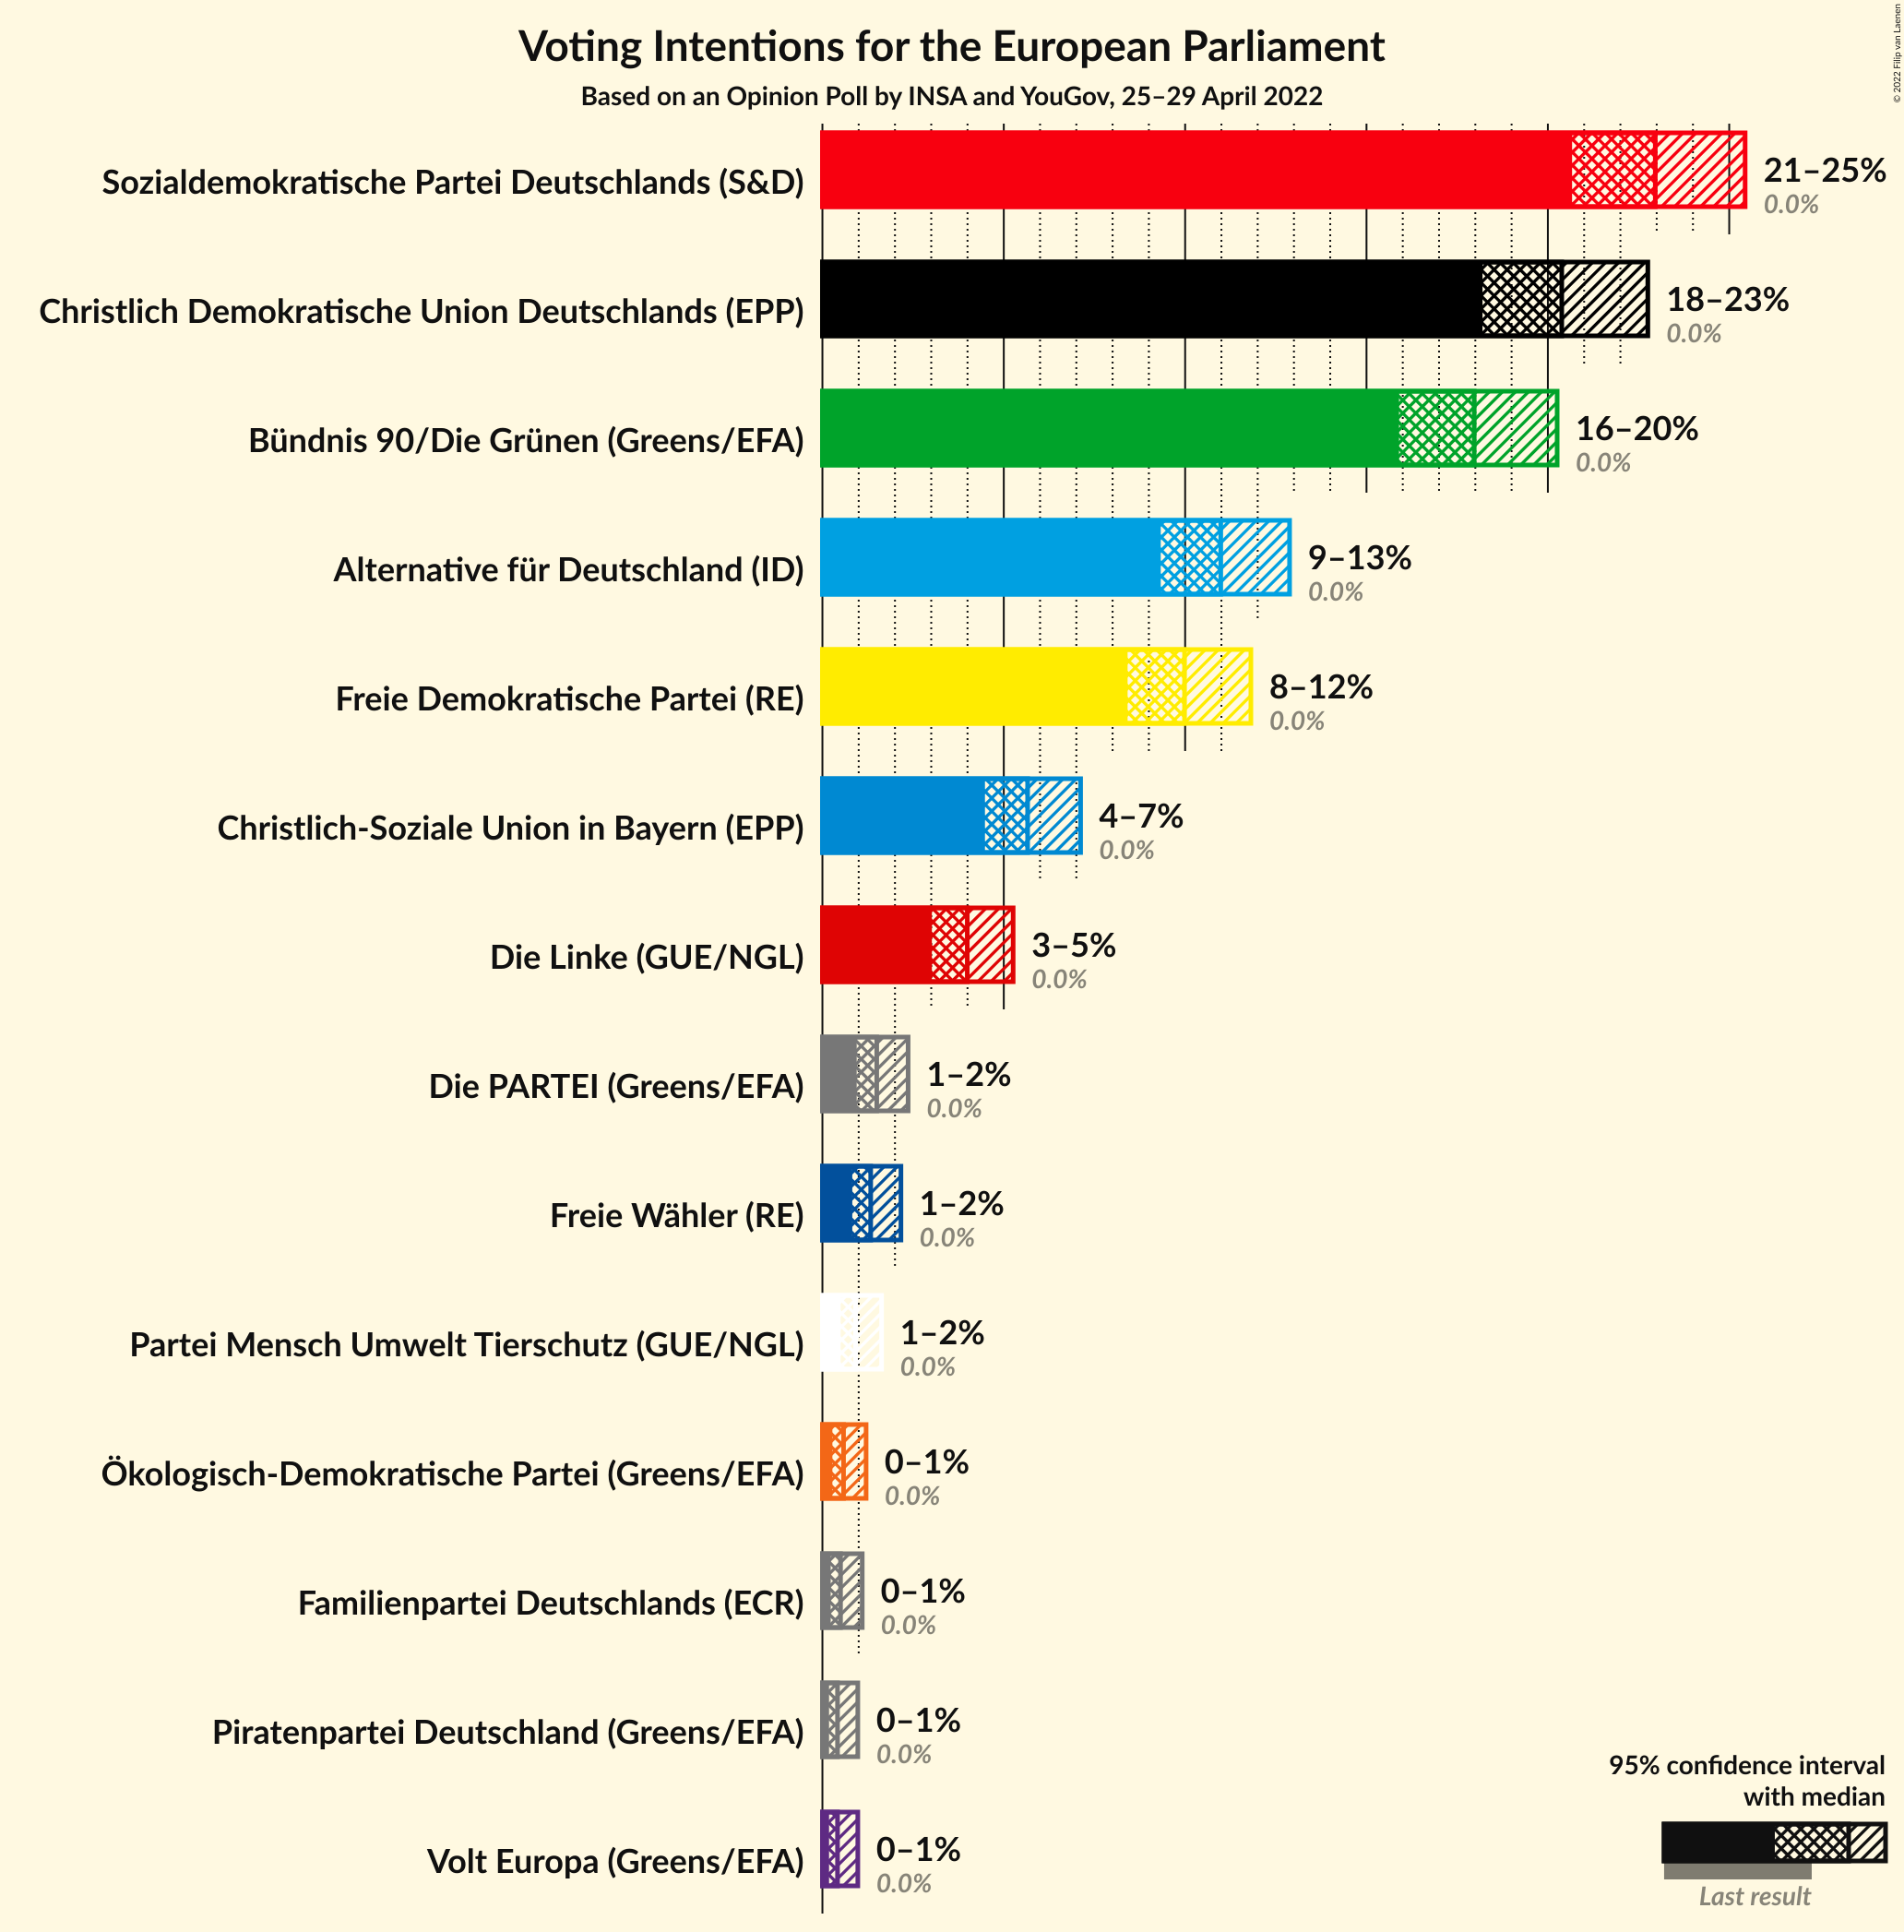 Voting Intentions for the European Parliament
Based on an Opinion Poll by INSA and YouGov, 25–29 April 2022
© 2022 Filip van Laenen
Sozialdemokratische Partei Deutschlands (S&D)
21–25%
0.0%
Christlich Demokratische Union Deutschlands (EPP)
18–23%
0.0%
Bündnis 90/Die Grünen (Greens/EFA)
16–20%
0.0%
Alternative für Deutschland (ID)
9–13%
0.0%
Freie Demokratische Partei (RE)
8–12%
0.0%
Christlich-Soziale Union in Bayern (EPP)
4–7%
0.0%
Die Linke (GUE/NGL)
3–5%
0.0%
Die PARTEI (Greens/EFA)
1–2%
0.0%
Freie Wähler (RE)
1–2%
0.0%
Partei Mensch Umwelt Tierschutz (GUE/NGL)
1–2%
0.0%
Ökologisch-Demokratische Partei (Greens/EFA)
0–1%
0.0%
Familienpartei Deutschlands (ECR)
0–1%
0.0%
Piratenpartei Deutschland (Greens/EFA)
0–1%
0.0%
Volt Europa (Greens/EFA)
0–1%
0.0%
95% confidence interval
with median
Last result